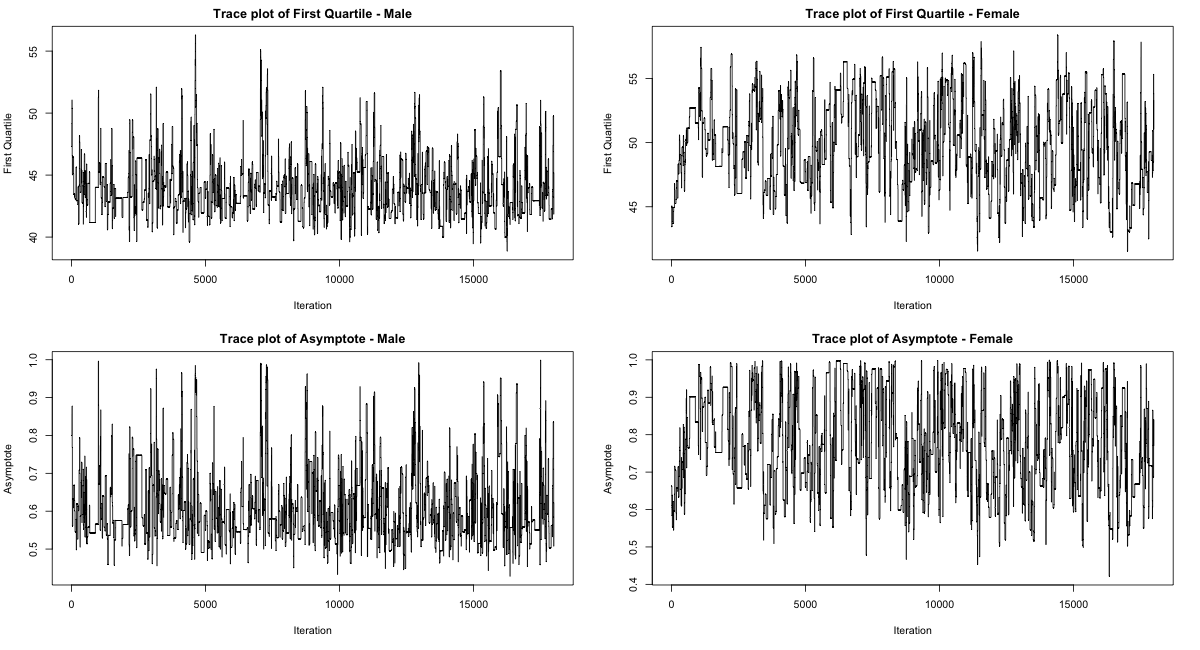 Trace plot of First Quartile - Male
First Quartile
55
50
45
40
0 5000 10000 15000
Iteration
Trace plot of First Quartile - Female
First Quartile
55
50
45
0 5000 10000 15000
Iteration
Trace plot of Asymptote - Male
Asymptote
1.0
0.9
0.8
0.7
0.6
0.5
0 5000 10000 15000
Iteration
Trace plot of Asymptote - Female
Asymptote
1.0
0.9
0.8
0.7
0.6
0.5
0.4
0 5000 10000 15000
Iteration